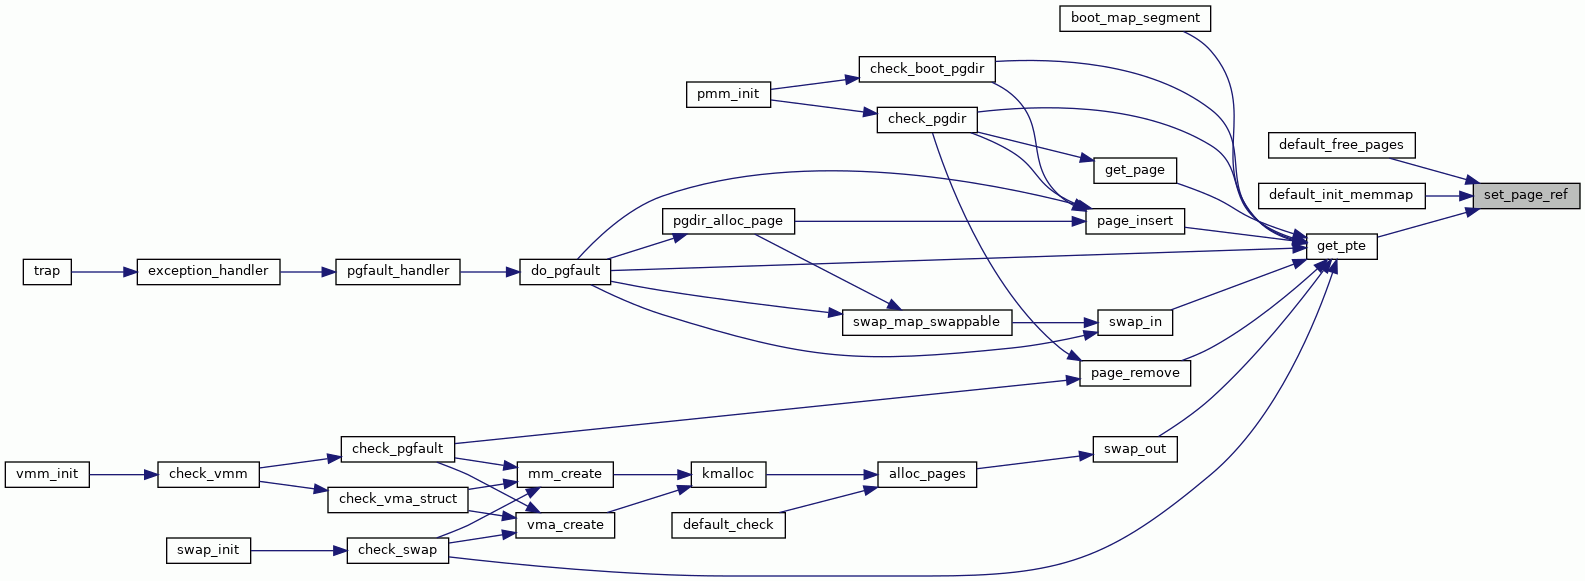 boot_map_segment
check_boot_pgdir
pmm_init
check_pgdir
default_free_pages
get_page
set_page_ref
default_init_memmap
pgdir_alloc_page
page_insert
get_pte
trap
exception_handler
pgfault_handler
do_pgfault
swap_map_swappable
swap_in
page_remove
check_pgfault
swap_out
vmm_init
check_vmm
mm_create
kmalloc
alloc_pages
check_vma_struct
vma_create
default_check
swap_init
check_swap